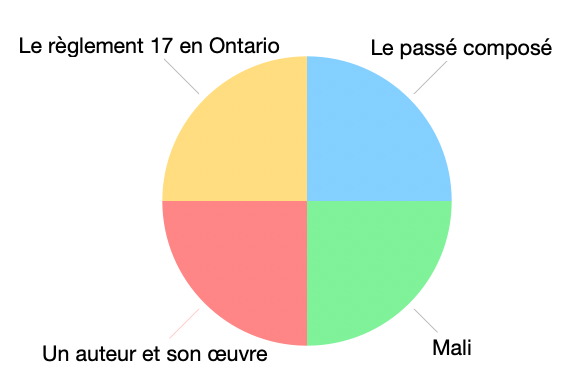 Le règlement 17 en Ontario
Le passé composé
Un auteur et son œuvre
Mali